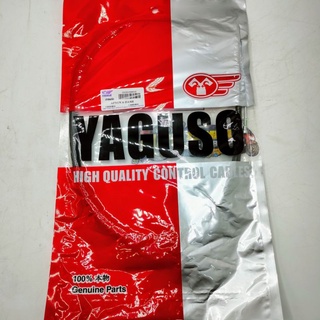 YAGUSO
HIGH QUALITY CONTROL CABLES
100% 本物
Genuine Parts